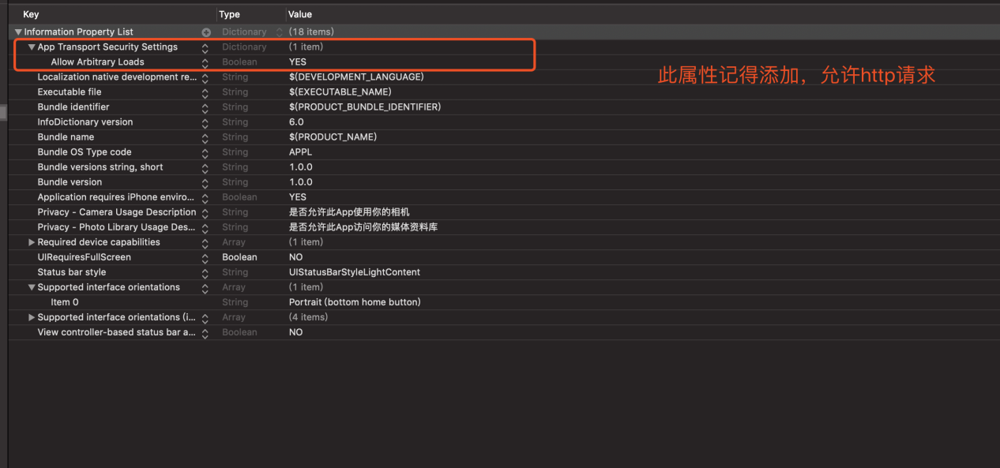 Key Type Value
Information Property List Dictionary (18 items)
App Transport Security Settings Dictionary (1 item)
Allow Arbitrary Loads Boolean YES
此属性记得添加，允许http请求
Localization native development re... String $(DEVELOPMENT_LANGUAGE)
Executable file String $(EXECUTABLE_NAME)
Bundle identifier String $(PRODUCT_BUNDLE_IDENTIFIER)
InfoDictionary version String 6.0
Bundle name String $(PRODUCT_NAME)
Bundle OS Type code String APPL
Bundle versions string, short String 1.0.0
Bundle version String 1.0.0
Application requires iPhone enviro... Boolean YES
Privacy - Camera Usage Description String 是否允许此App使用你的相机
Privacy - Photo Library Usage Des... String 是否允许此App访问你的媒体资料库
Required device capabilities Array (1 item)
UIRequiresFullScreen Boolean NO
Status bar style String UIStatusBarStyleLightContent
Supported interface orientations Array (1 item)
Item 0 String Portrait (bottom home button)
Supported interface orientations (i... Array (4 items)
View controller-based status bar a... Boolean NO